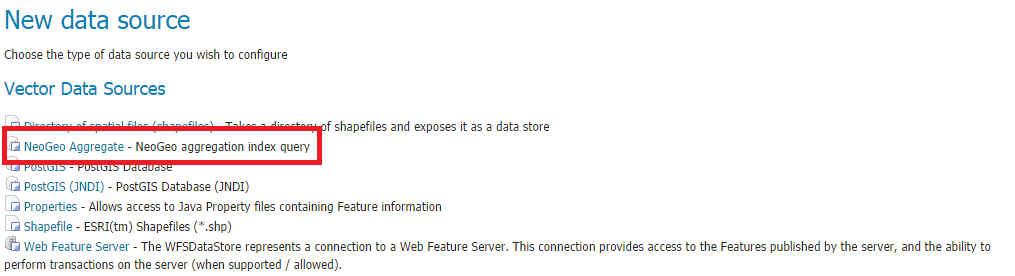 New data source
Choose the type of data source you wish to configure
Vector Data Sources
Directory of spatial files (shapefiles) - Takes a directory of shapefiles and exposes it as a data store
NeoGeo Aggregate - NeoGeo aggregation index query
PostGIS - PostGIS Database
PostGIS (JNDI) - PostGIS Database (JNDI)
Properties - Allows access to Java Property files containing Feature information
Shapefile - ESRI(tm) Shapefiles (*.shp)
Web Feature Server - The WFSDataStore represents a connection to a Web Feature Server. This connection provides access to the Features published by the server, and the ability to
perform transactions on the server (when supported / allowed).